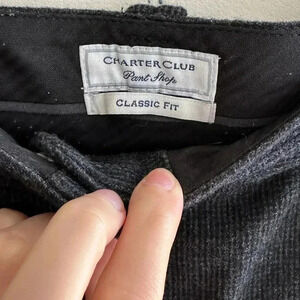 CHARTER CLUB
Pant Shop
CLASSIC FIT